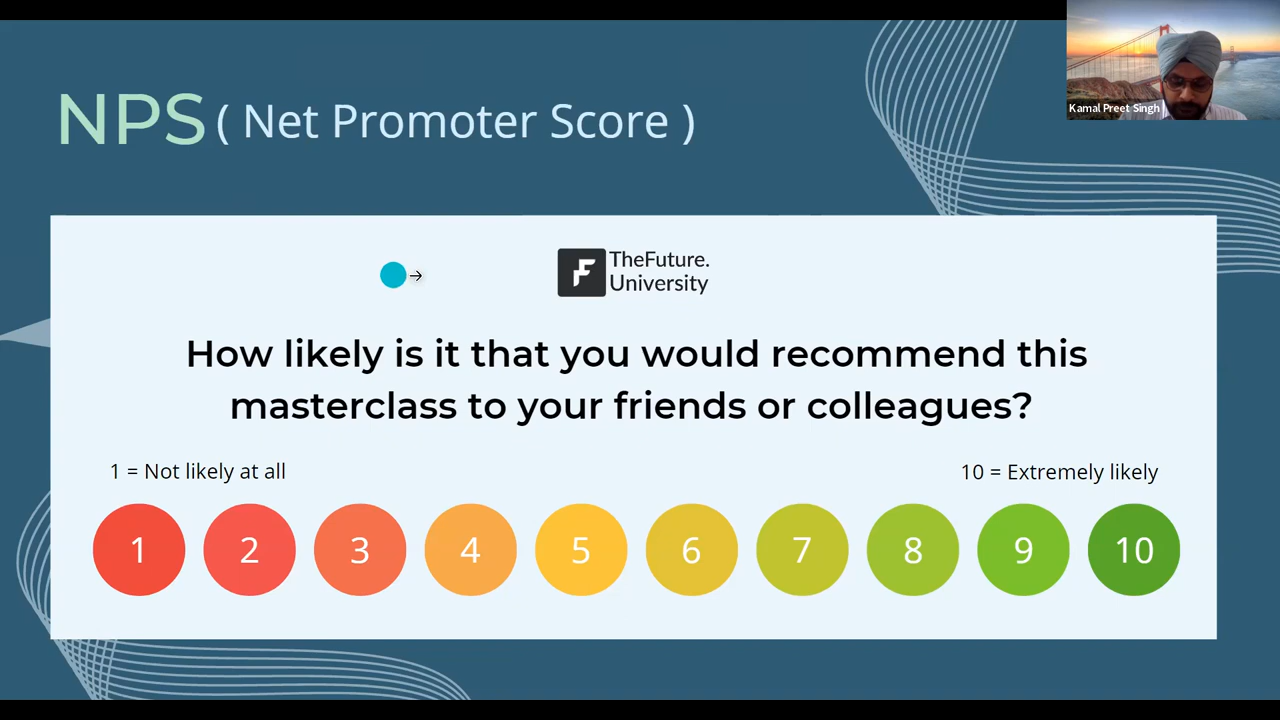 NPS ( Net Promoter Score )
Kamal Preet Singh
TheFuture.
University
How likely is it that you would recommend this
masterclass to your friends or colleagues?
1 = Not likely at all
10 = Extremely likely
1 2 3 4 5 6 7 8 9 10